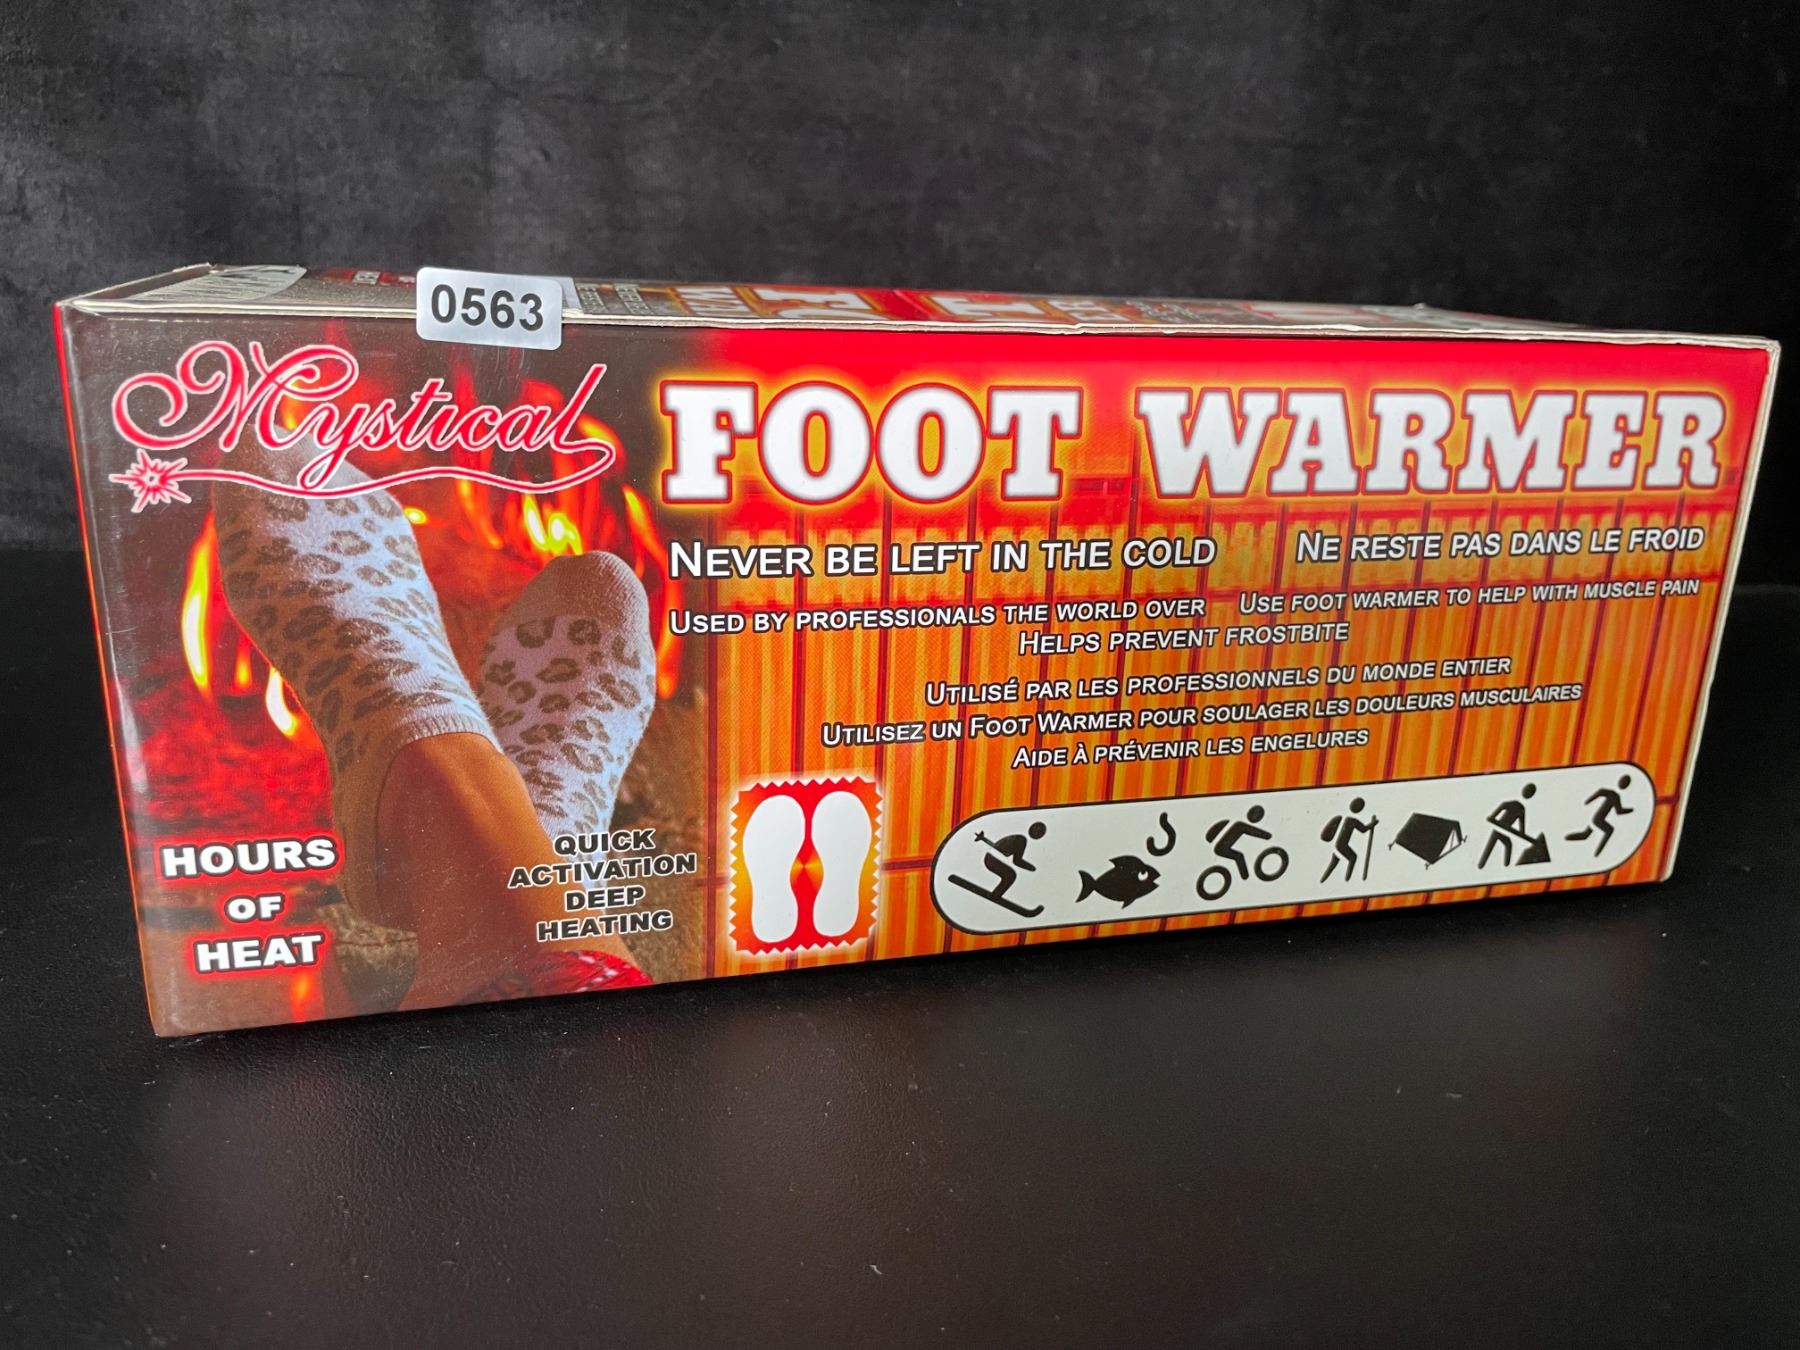 0563
Mystical
FOOT WARMER
NEVER BE LEFT IN THE COLD
NE RESTE PAS DANS LE FROID
USED BY PROFESSIONALS THE WORLD OVER
USE FOOT WARMER TO HELP WITH MUSCLE PAIN
HELPS PREVENT FROSTBITE
UTILISÉ PAR LES PROFESSIONNELS DU MONDE ENTIER
UTILISEZ UN FOOT WARMER POUR SOULAGER LES DOULEURS MUSCULAIRES
AIDE À PRÉVENIR LES ENGELURES
HOURS
OF
HEAT
QUICK
ACTIVATION
DEEP
HEATING